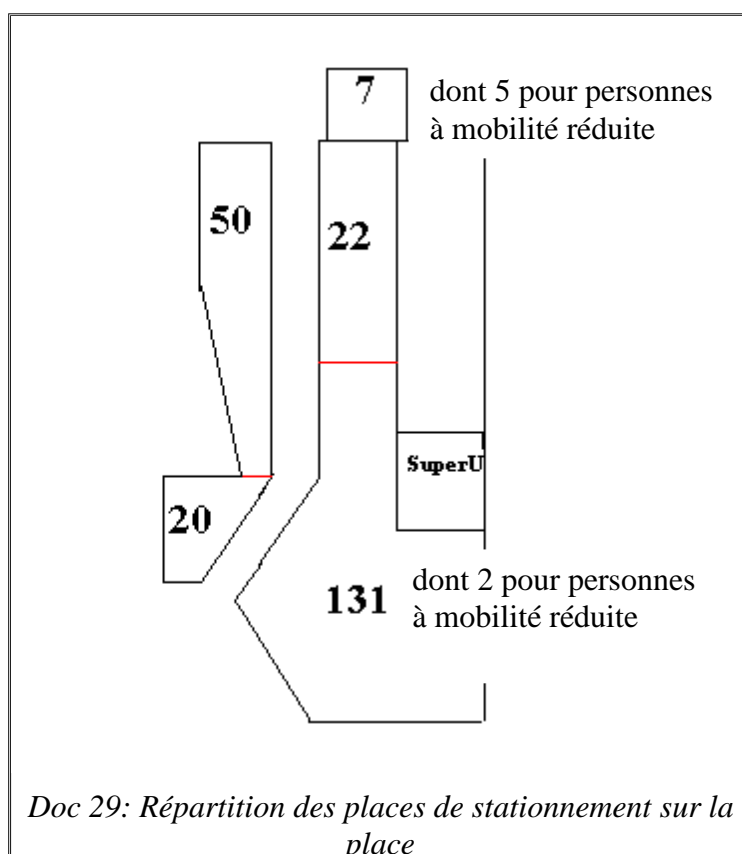 7
dont 5 pour personnes
à mobilité réduite
50
22
SuperU
20
131
dont 2 pour personnes
à mobilité réduite
Doc 29: Répartition des places de stationnement sur la
place